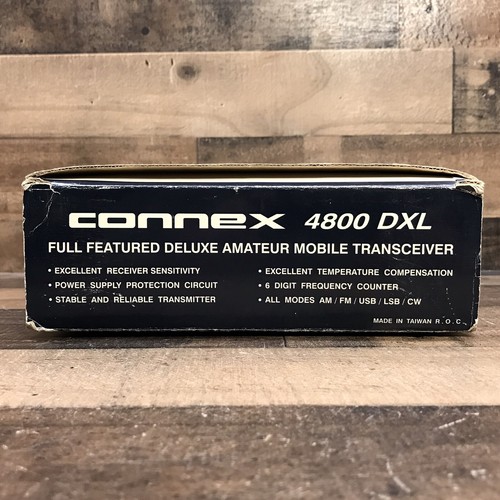 connex 4800 DXL
FULL FEATURED DELUXE AMATEUR MOBILE TRANSCEIVER
• EXCELLENT RECEIVER SENSITIVITY
• POWER SUPPLY PROTECTION CIRCUIT
• STABLE AND RELIABLE TRANSMITTER
• EXCELLENT TEMPERATURE COMPENSATION
• 6 DIGIT FREQUENCY COUNTER
• ALL MODES AM / FM / USB / LSB / CW
MADE IN TAIWAN R.O.C.